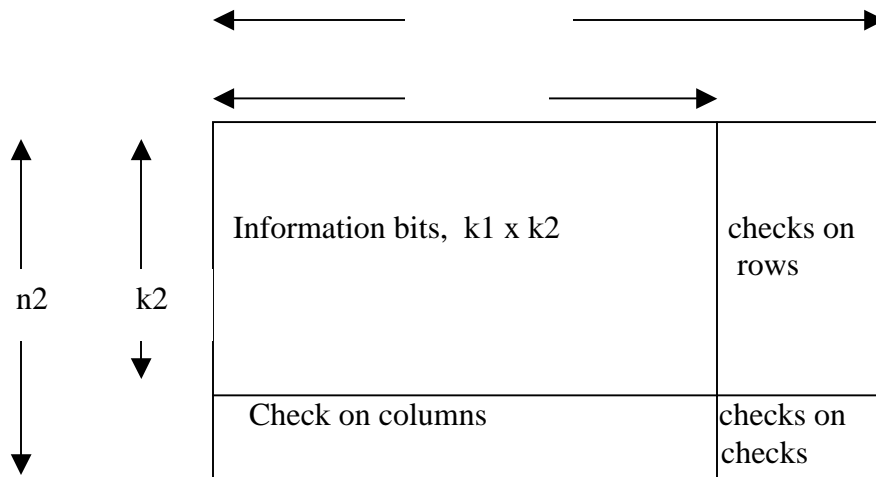 Information bits, k1 x k2
checks on
rows
n2
k2
Check on columns
checks on
checks